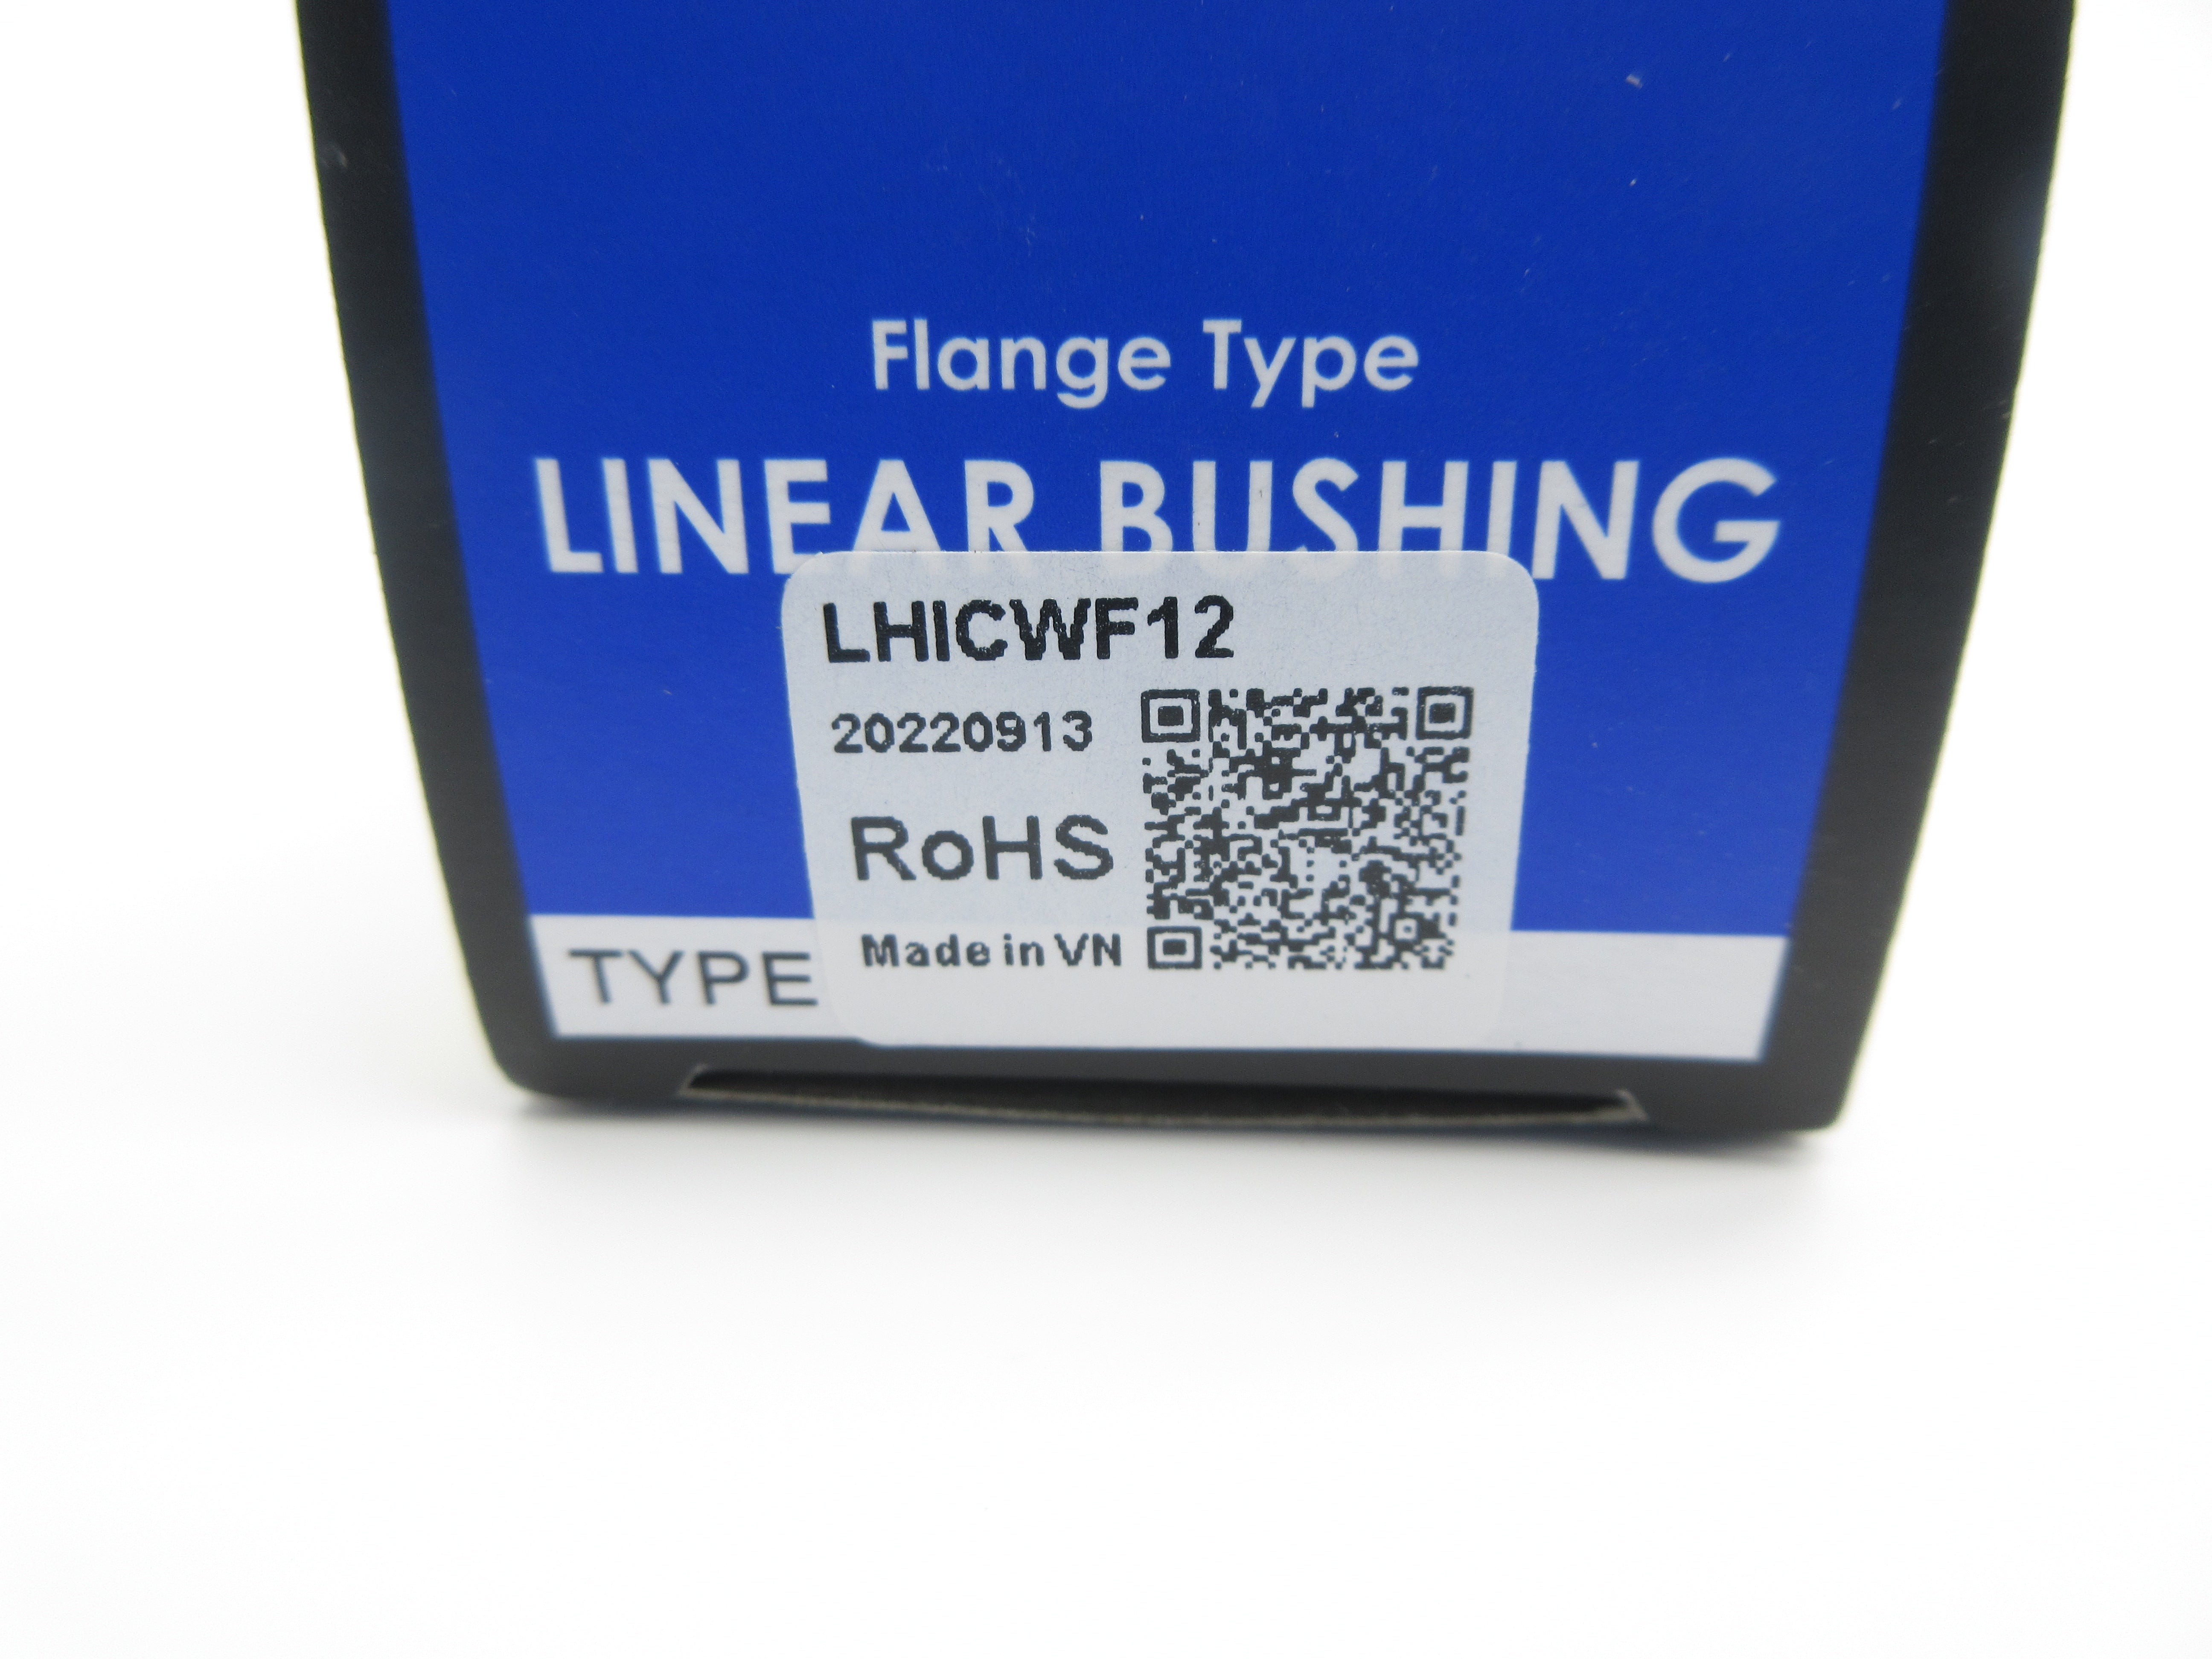 Flange Type
LINEAR BUSHING
LHICWF12
20220913
RoHS
Made in VN
TYPE